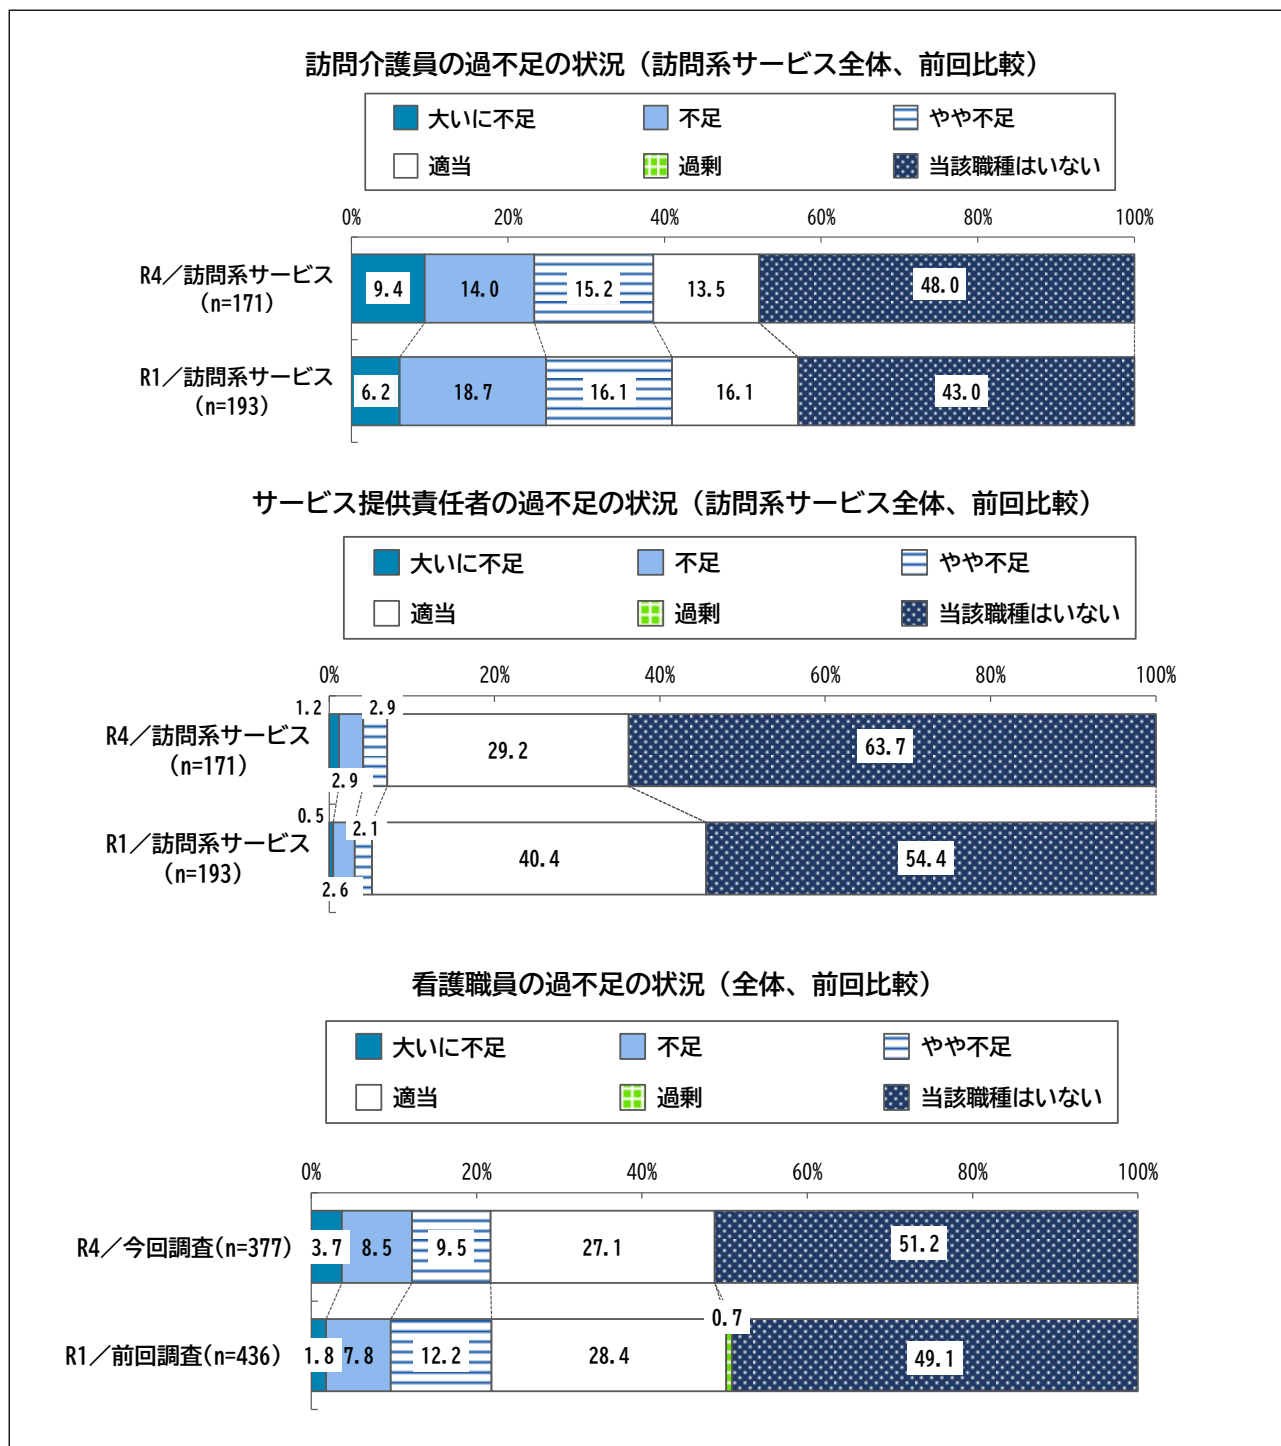 訪問介護員の過不足の状況（訪問系サービス全体、前回比較）
大いに不足 不足 やや不足
適当 過剰 当該職種はいない
0% 20% 40% 60% 80% 100%
R4／訪問系サービス
(n=171)
9.4 14.0 15.2 13.5 48.0
R1／訪問系サービス
(n=193)
6.2 18.7 16.1 16.1 43.0
サービス提供責任者の過不足の状況（訪問系サービス全体、前回比較）
大いに不足 不足 やや不足
適当 過剰 当該職種はいない
0% 20% 40% 60% 80% 100%
R4／訪問系サービス
(n=171)
1.2 2.9 2.9 29.2 63.7
R1／訪問系サービス
(n=193)
0.5 2.6 2.1 40.4 54.4
看護職員の過不足の状況（全体、前回比較）
大いに不足 不足 やや不足
適当 過剰 当該職種はいない
0% 20% 40% 60% 80% 100%
R4／今回調査(n=377) 3.7 8.5 9.5 27.1 51.2
R1／前回調査(n=436) 1.8 7.8 12.2 28.4 0.7 49.1